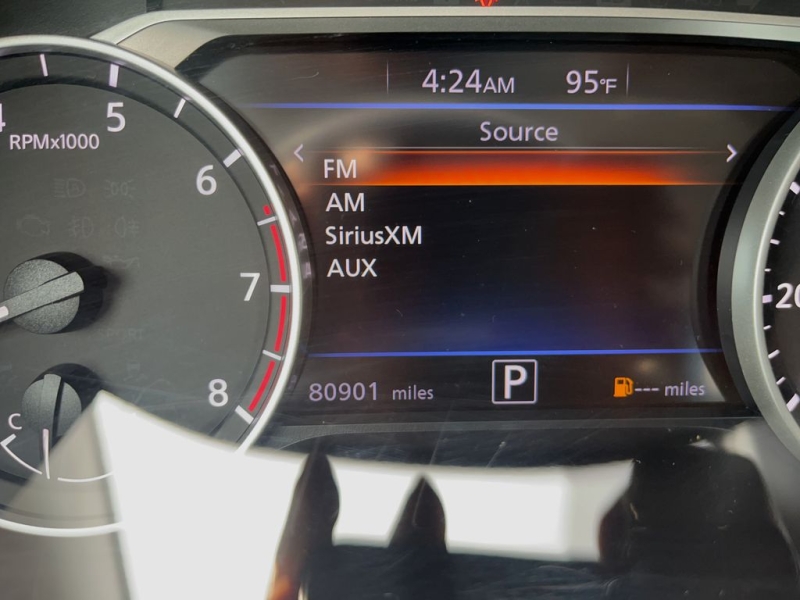 4:24AM 95°F
Source
FM
AM
SiriusXM
AUX
80901 miles
P
--- miles
5
RPMx1000
6
7
8
C
20